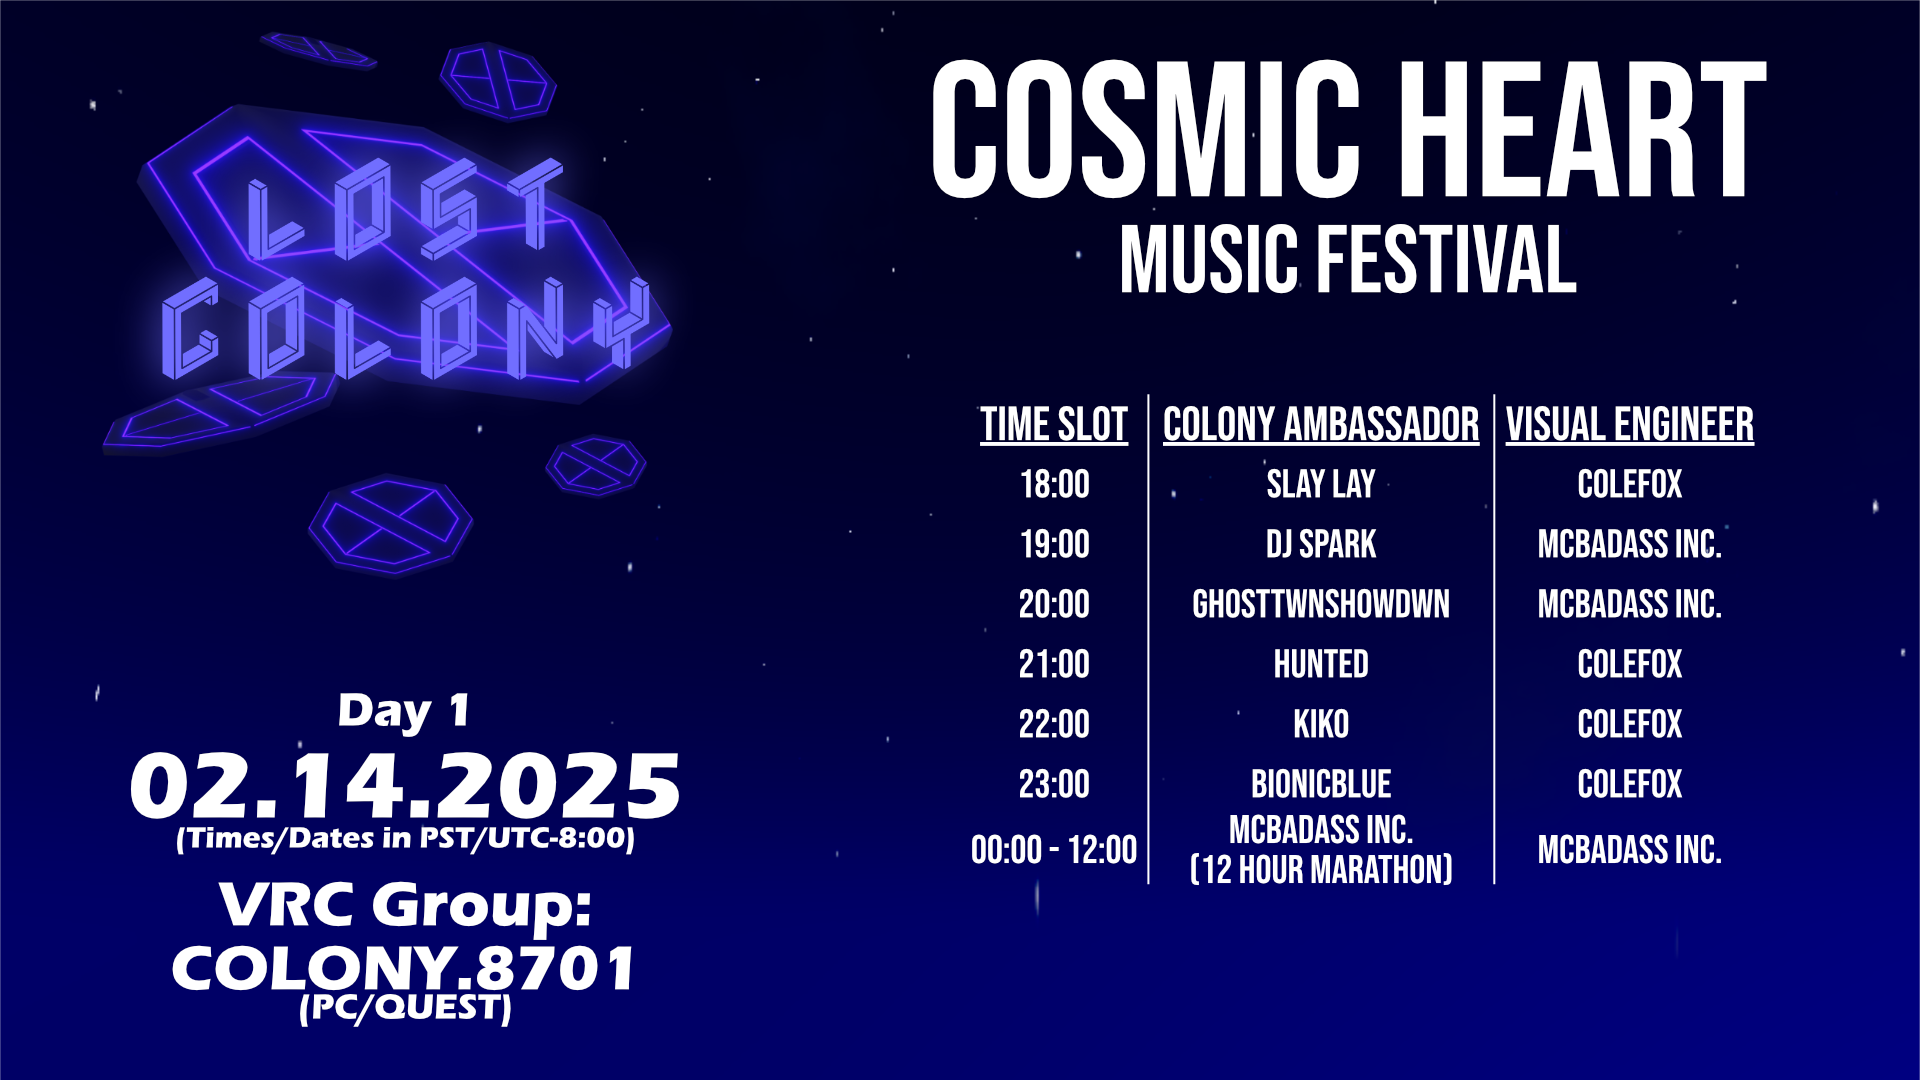 LOST
COLONY
COSMIC HEART
MUSIC FESTIVAL
TIME SLOT COLONY AMBASSADOR VISUAL ENGINEER
18:00 SLAY LAY COLEFOX
19:00 DJ SPARK MCBADASS INC.
20:00 GHOSTTWNSHOWDWN MCBADASS INC.
21:00 HUNTED COLEFOX
22:00 KIKO COLEFOX
23:00 BIONICBLUE COLEFOX
00:00 - 12:00 MCBADASS INC. MCBADASS INC.
(12 HOUR MARATHON)
Day 1
02.14.2025
(Times/Dates in PST/UTC-8:00)
VRC Group:
COLONY.8701
(PC/QUEST)